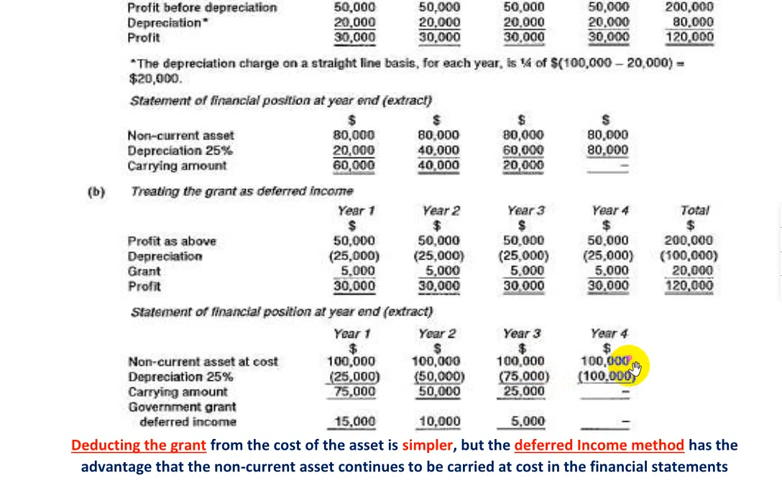 Profit before depreciation 50,000 50,000 50,000 50,000 200,000
Depreciation* 20,000 20,000 20,000 20,000 80,000
Profit 30,000 30,000 30,000 30,000 120,000
*The depreciation charge on a straight line basis, for each year, is ¼ of $(100,000 – 20,000) =
$20,000.
Statement of financial position at year end (extract)
$ $ $ $
Non-current asset 80,000 80,000 80,000 80,000
Depreciation 25% 20,000 40,000 60,000 80,000
Carrying amount 60,000 40,000 20,000 –
(b) Treating the grant as deferred income
Year 1 Year 2 Year 3 Year 4 Total
$ $ $ $ $
Profit as above 50,000 50,000 50,000 50,000 200,000
Depreciation (25,000) (25,000) (25,000) (25,000) (100,000)
Grant 5,000 5,000 5,000 5,000 20,000
Profit 30,000 30,000 30,000 30,000 120,000
Statement of financial position at year end (extract)
Year 1 Year 2 Year 3 Year 4
$ $ $ $
Non-current asset at cost 100,000 100,000 100,000 100,000
Depreciation 25% (25,000) (50,000) (75,000) (100,000)
Carrying amount 75,000 50,000 25,000 –
Government grant
deferred income 15,000 10,000 5,000 –
Deducting the grant from the cost of the asset is simpler, but the deferred Income method has the
advantage that the non-current asset continues to be carried at cost in the financial statements